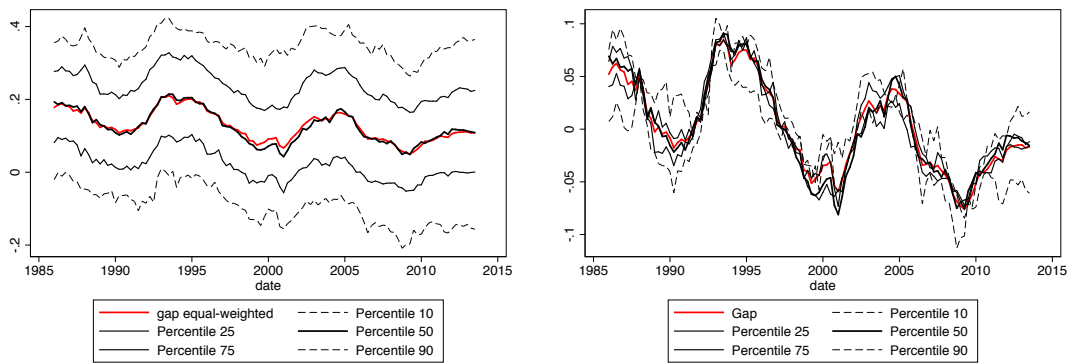 .4
.2
0
-.2
1985 1990 1995 2000 2005 2010 2015
date
gap equal-weighted Percentile 10
Percentile 25 Percentile 50
Percentile 75 Percentile 90
.1
.05
0
-.05
-.1
1985 1990 1995 2000 2005 2010 2015
date
Gap Percentile 10
Percentile 25 Percentile 50
Percentile 75 Percentile 90